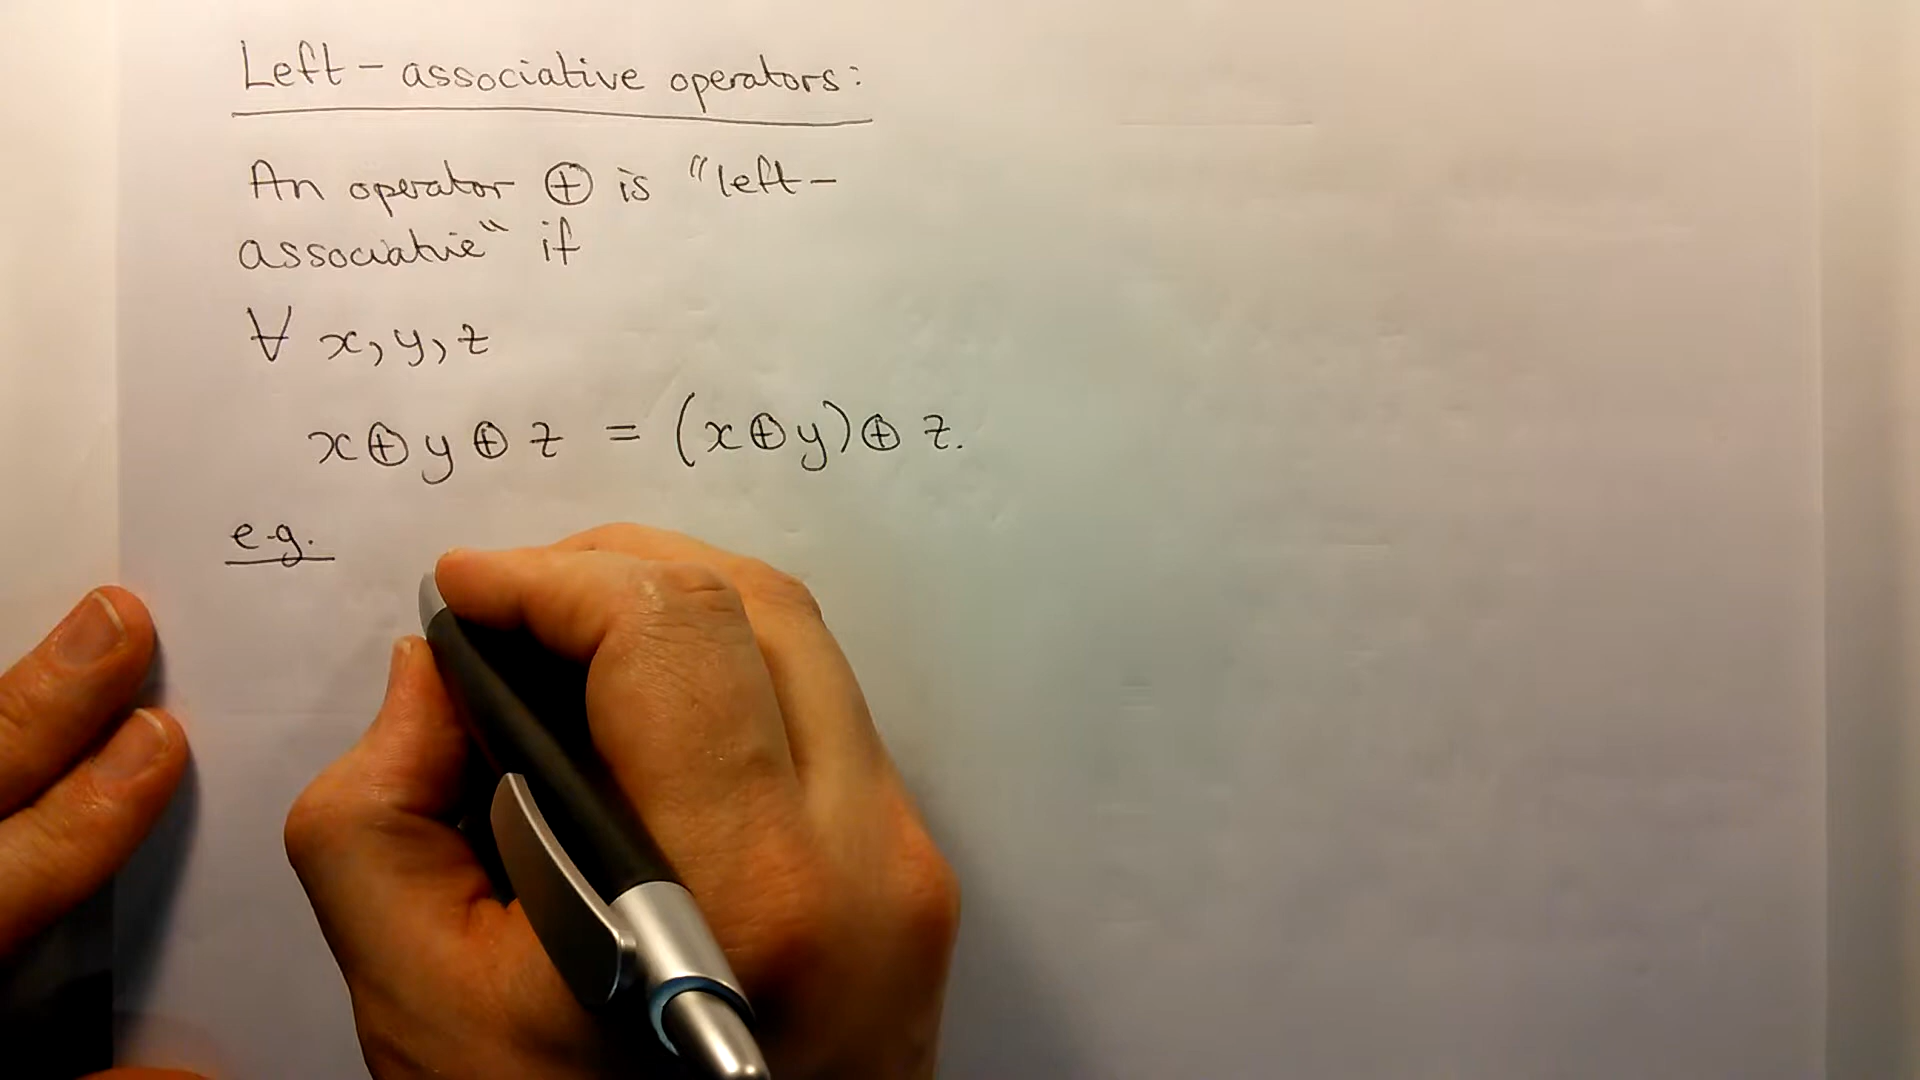 Left-associative operators:
An operator ⊕ is "left-
associative" if
∀ x, y, z
x ⊕ y ⊕ z = (x ⊕ y) ⊕ z.
e.g.